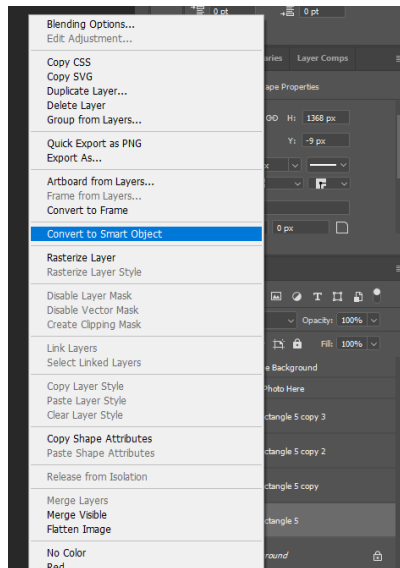 0 pt 0 pt
Blending Options...
Edit Adjustment...
Copy CSS
Copy SVG
Duplicate Layer...
Delete Layer
Group from Layers...
Quick Export as PNG
Export As...
Artboard from Layers...
Frame from Layers...
Convert to Frame
Convert to Smart Object
Rasterize Layer
Rasterize Layer Style
Disable Layer Mask
Disable Vector Mask
Create Clipping Mask
Link Layers
Select Linked Layers
Copy Layer Style
Paste Layer Style
Clear Layer Style
Copy Shape Attributes
Paste Shape Attributes
Release from Isolation
Merge Layers
Merge Visible
Flatten Image
No Color
Red
aries Layer Comps
ape Properties
H: 1368 px
Y: -9 px
x
0 px
T
Opacity: 100%
Fill: 100%
e Background
Photo Here
ctangle 5 copy 3
ctangle 5 copy 2
ctangle 5 copy
ctangle 5
round